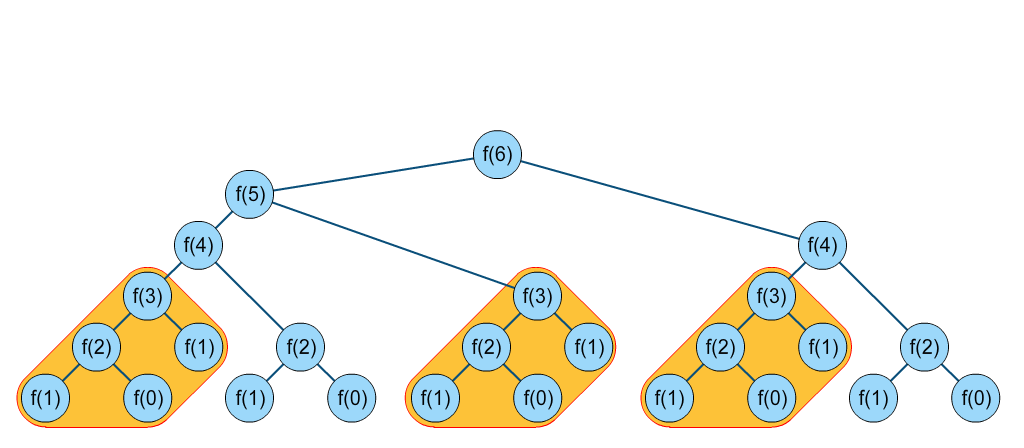 f(6)
f(5)
f(4) f(4)
f(3) f(3) f(3)
f(2) f(1) f(2) f(2) f(1) f(2) f(1) f(2)
f(1) f(0) f(1) f(0) f(1) f(0) f(1) f(0) f(1) f(0)